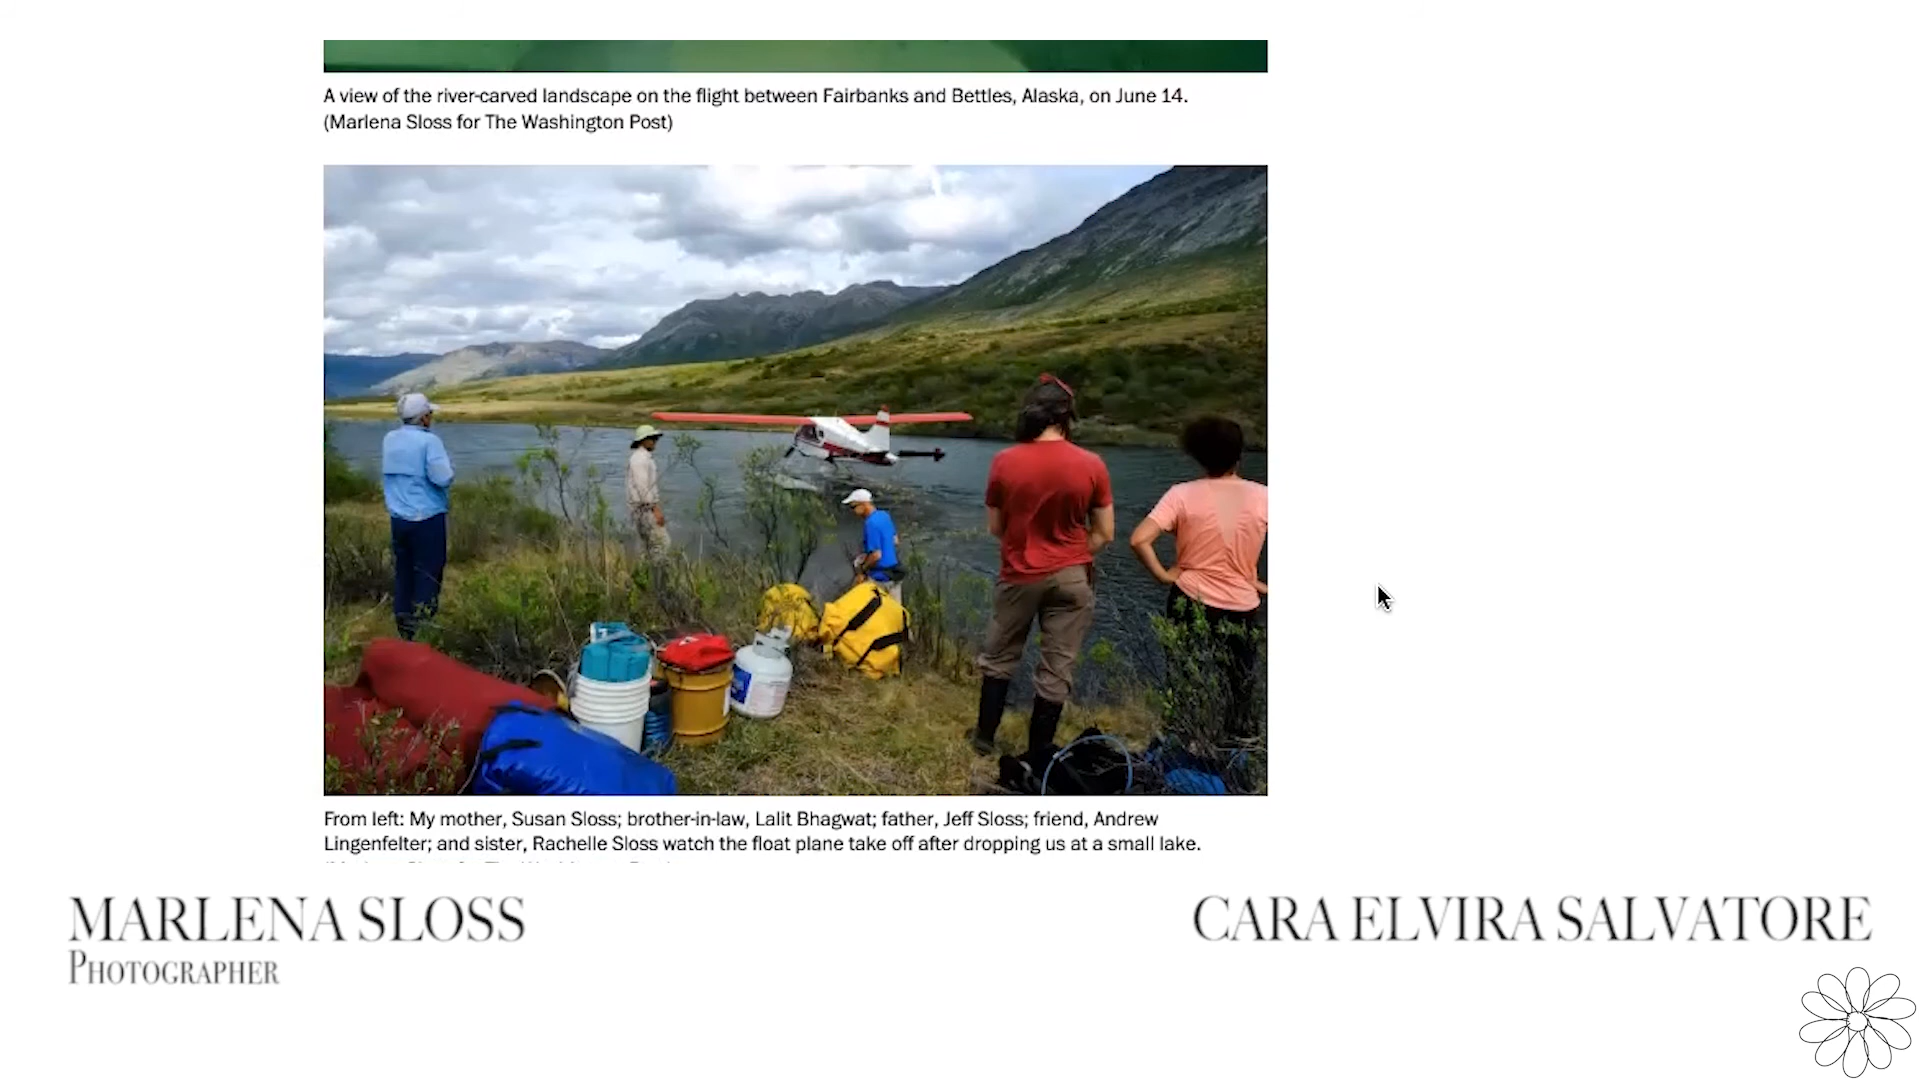 A view of the river-carved landscape on the flight between Fairbanks and Bettles, Alaska, on June 14.
(Marlena Sloss for The Washington Post)
From left: My mother, Susan Sloss; brother-in-law, Lalit Bhagwat; father, Jeff Sloss; friend, Andrew
Lingenfelter; and sister, Rachelle Sloss watch the float plane take off after dropping us at a small lake.
MARLENA SLOSS
PHOTOGRAPHER
CARA ELVIRA SALVATORE